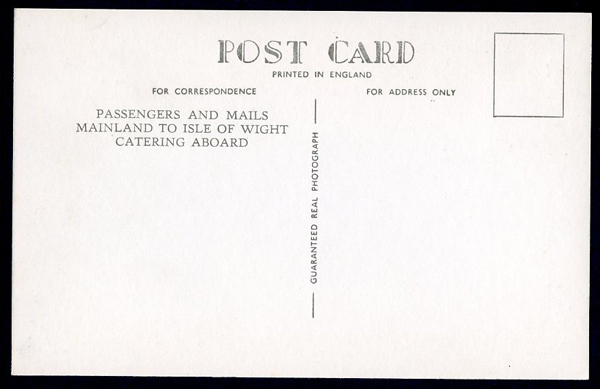 POST CARD
PRINTED IN ENGLAND
FOR CORRESPONDENCE
FOR ADDRESS ONLY
PASSENGERS AND MAILS
MAINLAND TO ISLE OF WIGHT
CATERING ABOARD
GUARANTEED REAL PHOTOGRAPH